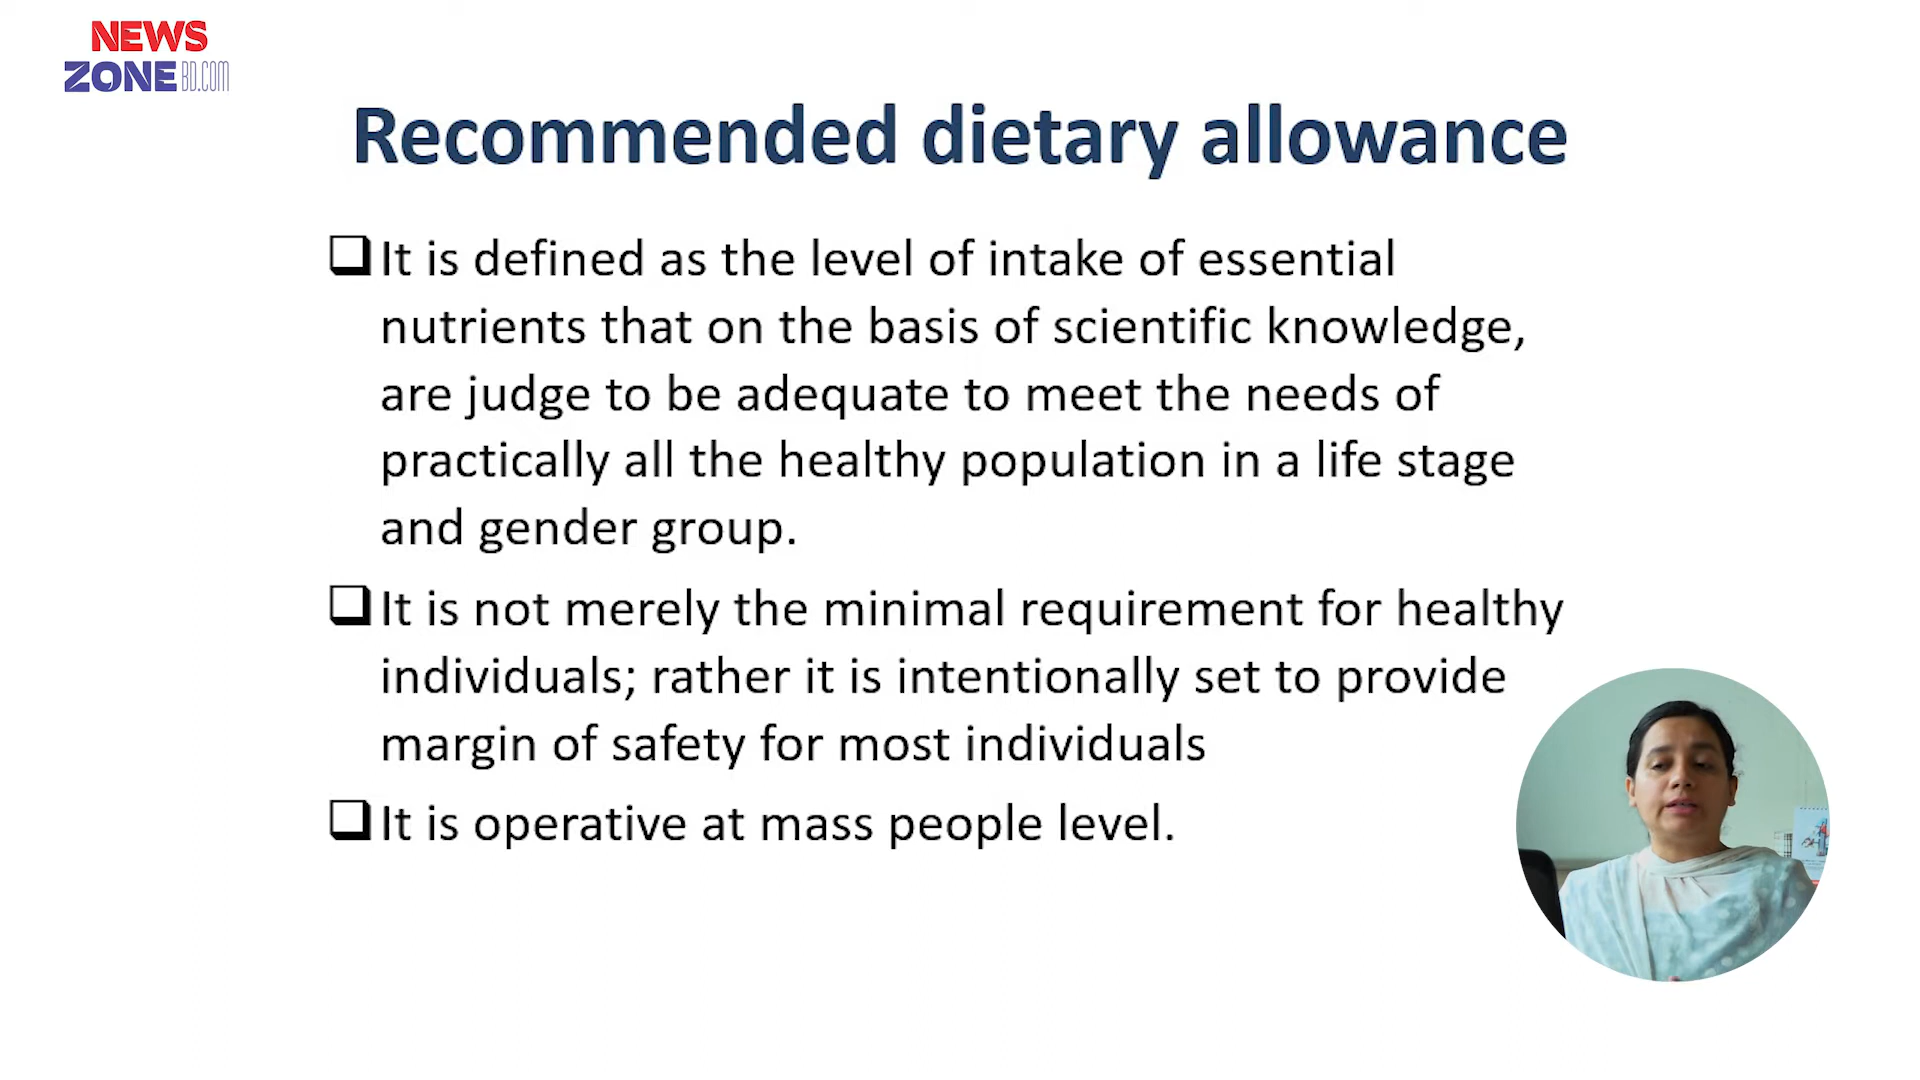 NEWS
ZONE BD.COM
Recommended dietary allowance
It is defined as the level of intake of essential
nutrients that on the basis of scientific knowledge,
are judge to be adequate to meet the needs of
practically all the healthy population in a life stage
and gender group.
It is not merely the minimal requirement for healthy
individuals; rather it is intentionally set to provide
margin of safety for most individuals
It is operative at mass people level.